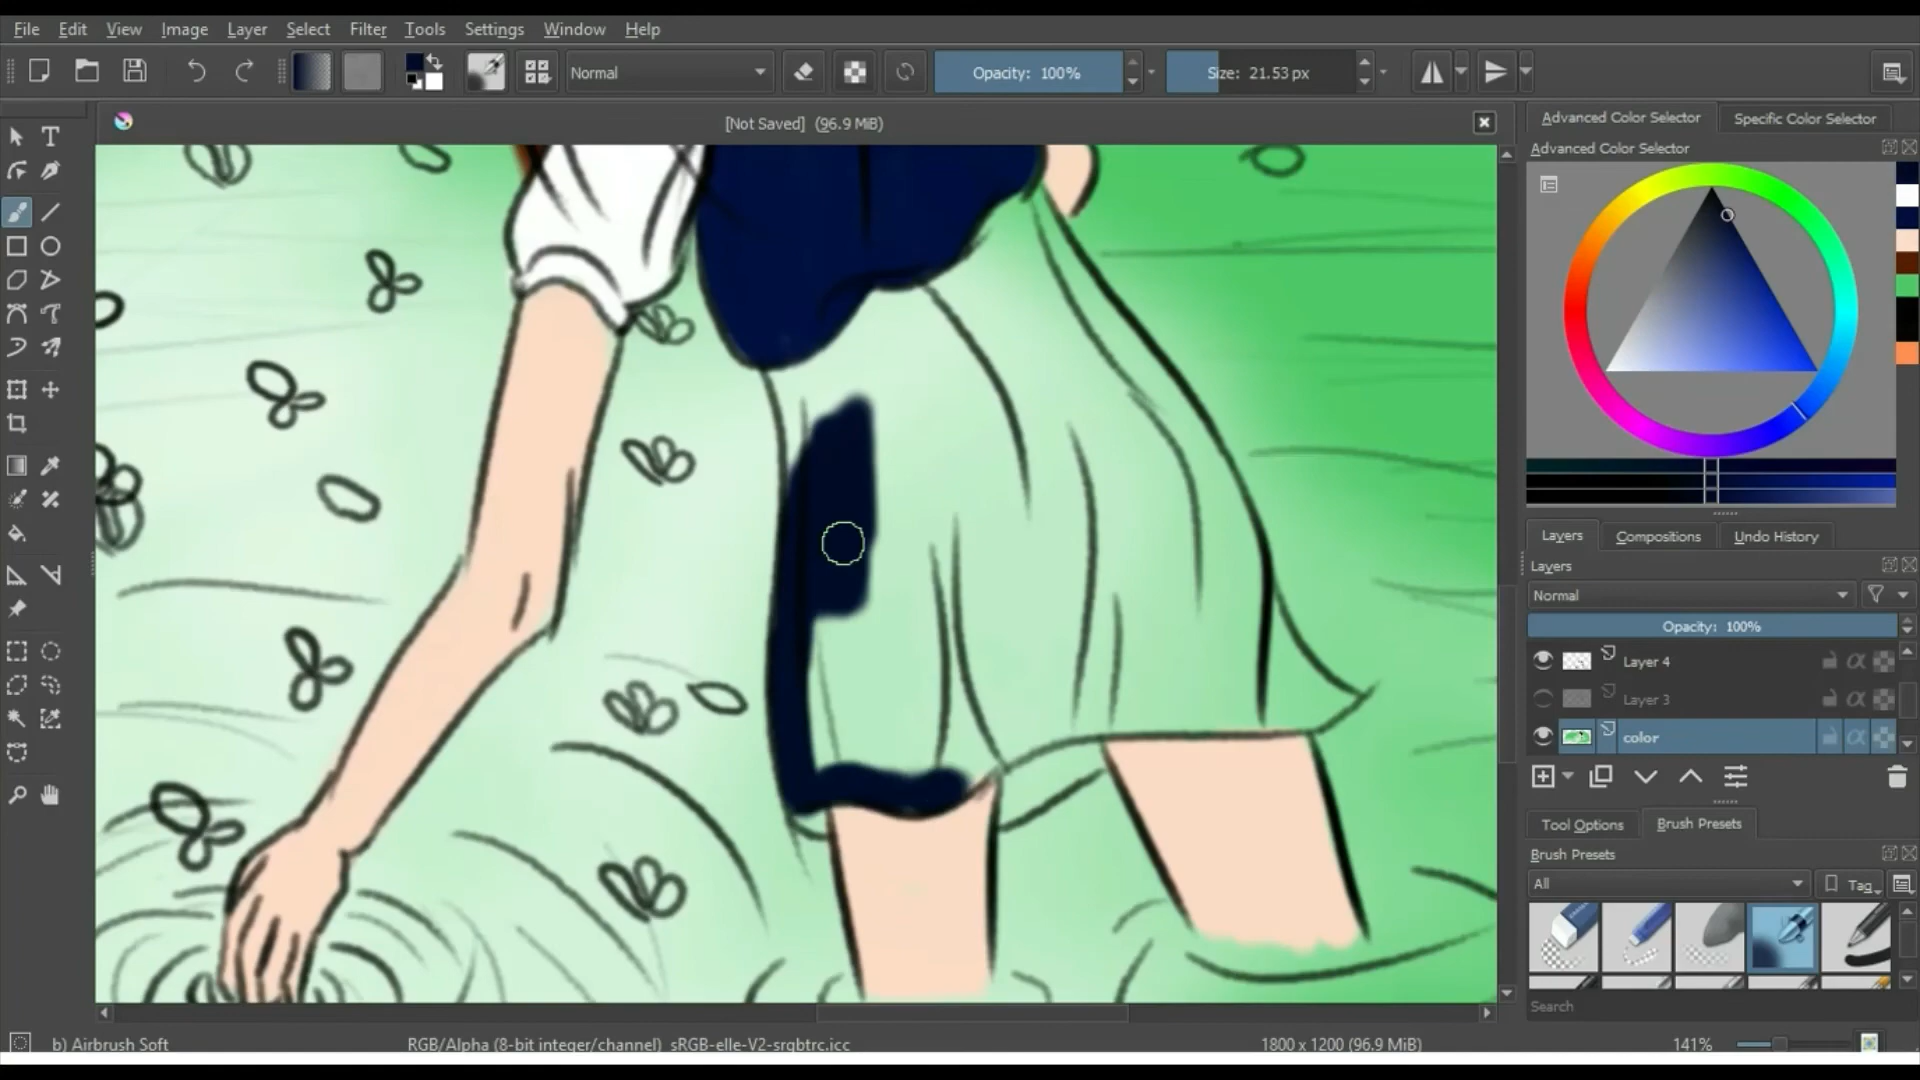 File Edit View Image Layer Select Filter Tools Settings Window Help
Normal Opacity: 100% Size: 21.53 px
[Not Saved] (96.9 MiB)
Advanced Color Selector Specific Color Selector
Advanced Color Selector
Layers Compositions Undo History
Layers
Normal
Opacity: 100%
Layer 4
Layer 3
color
Tool Options Brush Presets
Brush Presets
All Tag
Search
b) Airbrush Soft RGB/Alpha (8-bit integer/channel) sRGB-elle-V2-srgbtrc.icc 1800 x 1200 (96.9 MiB) 141%